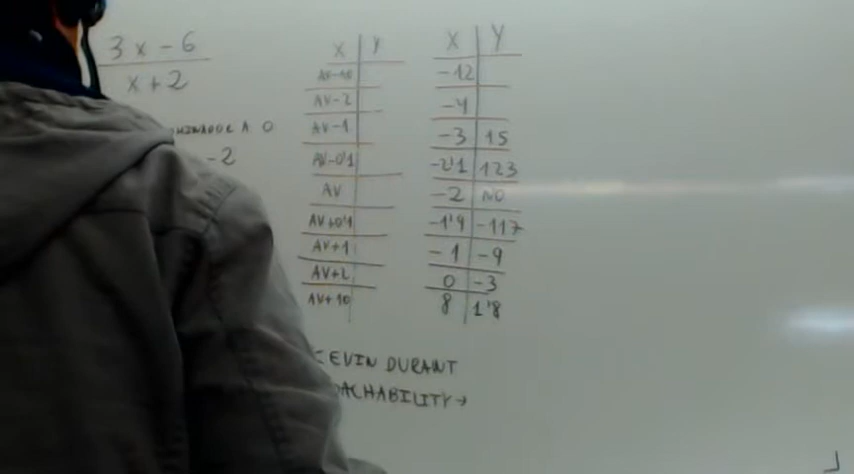 3x-6
x+2
A 0
-2
X Y
AV-10
AV-2
AV-1
AV-0'1
AV
AV+0'1
AV+1
AV+2
AV+10
X Y
-12
-4
-3 15
-2'1 123
-2 NO
-1'9 -117
-1 -9
0 -3
8 1'8
EVIN DURANT
ACHABILITY→